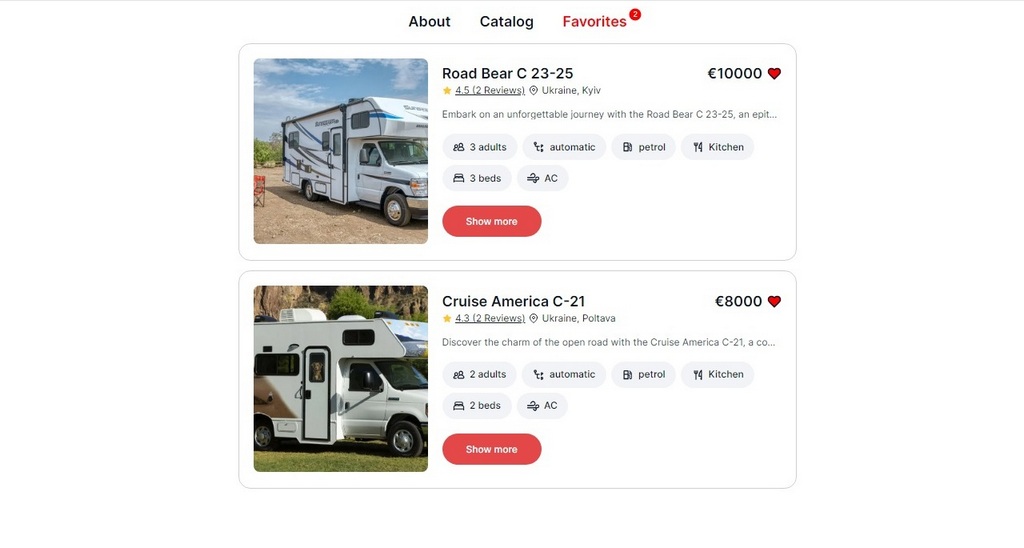 About Catalog Favorites 2
Road Bear C 23-25 €10000
4.5 (2 Reviews) Ukraine, Kyiv
Embark on an unforgettable journey with the Road Bear C 23-25, an epit...
3 adults automatic petrol Kitchen
3 beds AC
Show more
Cruise America C-21 €8000
4.3 (2 Reviews) Ukraine, Poltava
Discover the charm of the open road with the Cruise America C-21, a co...
2 adults automatic petrol Kitchen
2 beds AC
Show more